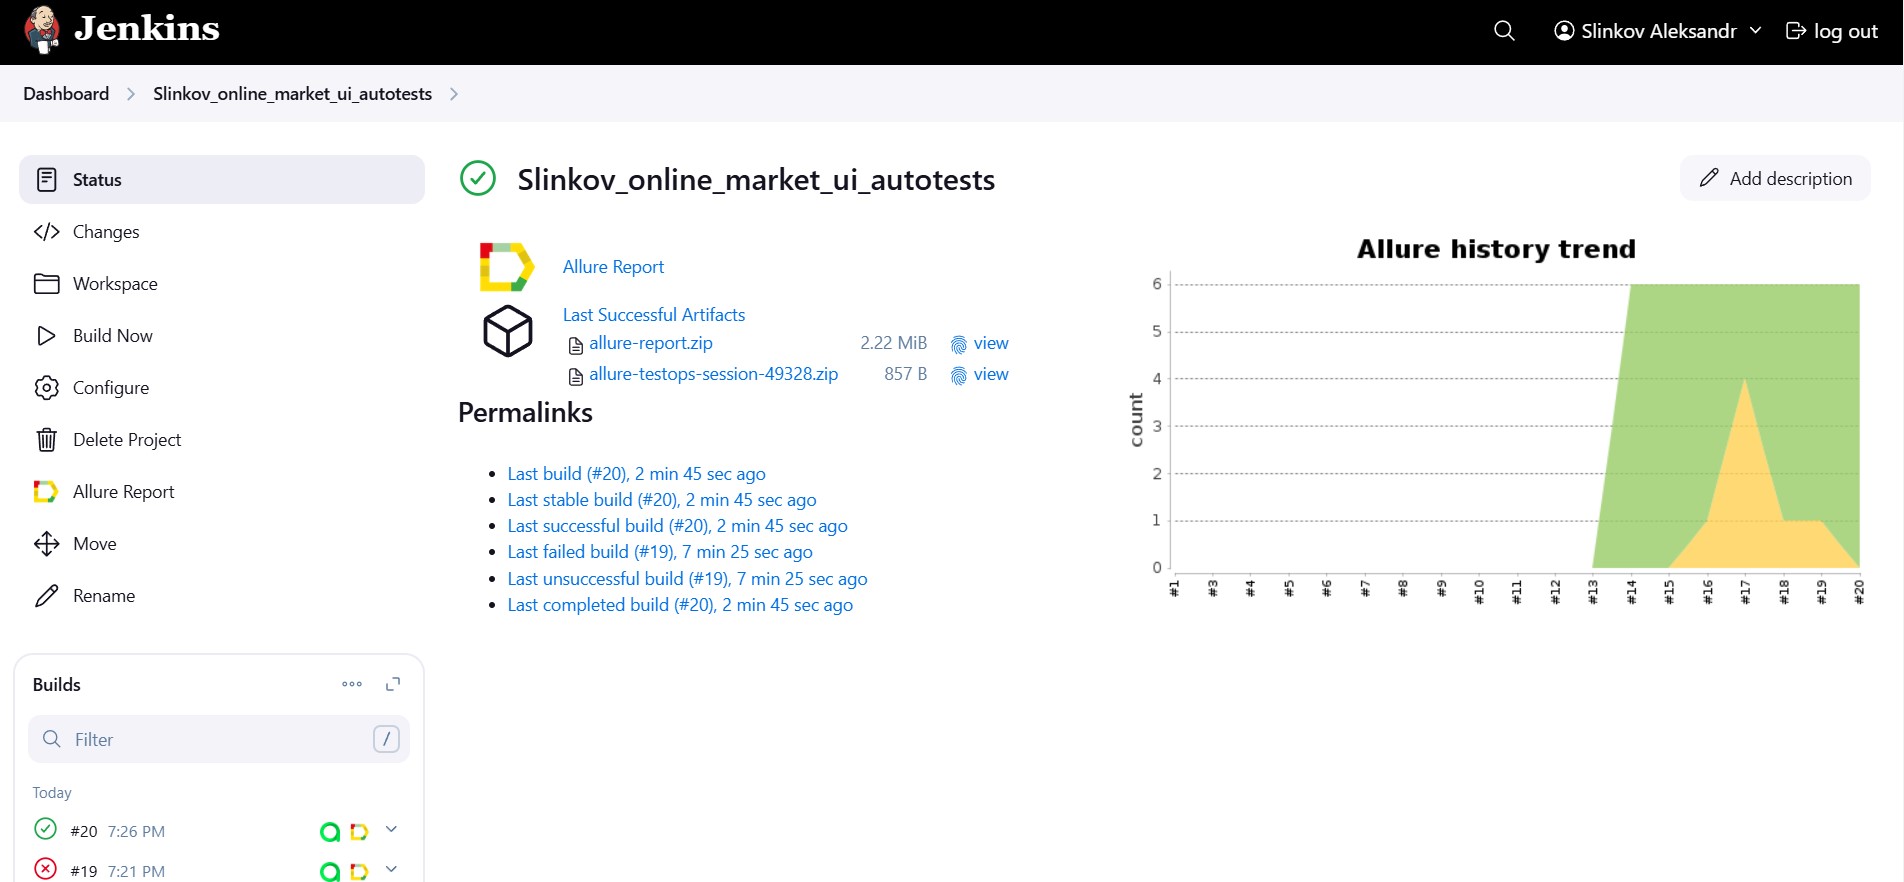 Jenkins
Slinkov Aleksandr
log out
Dashboard
Slinkov_online_market_ui_autotests
Status
Changes
Workspace
Build Now
Configure
Delete Project
Allure Report
Move
Rename
Builds
Filter /
Today
#20 7:26 PM
#19 7:21 PM
Slinkov_online_market_ui_autotests
Add description
Allure Report
Last Successful Artifacts
allure-report.zip 2.22 MiB view
allure-testops-session-49328.zip 857 B view
Permalinks
Last build (#20), 2 min 45 sec ago
Last stable build (#20), 2 min 45 sec ago
Last successful build (#20), 2 min 45 sec ago
Last failed build (#19), 7 min 25 sec ago
Last unsuccessful build (#19), 7 min 25 sec ago
Last completed build (#20), 2 min 45 sec ago
Allure history trend
count
6
5
4
3
2
1
0
#1 #3 #4 #5 #6 #7 #8 #9 #10 #11 #12 #13 #14 #15 #16 #17 #18 #19 #20